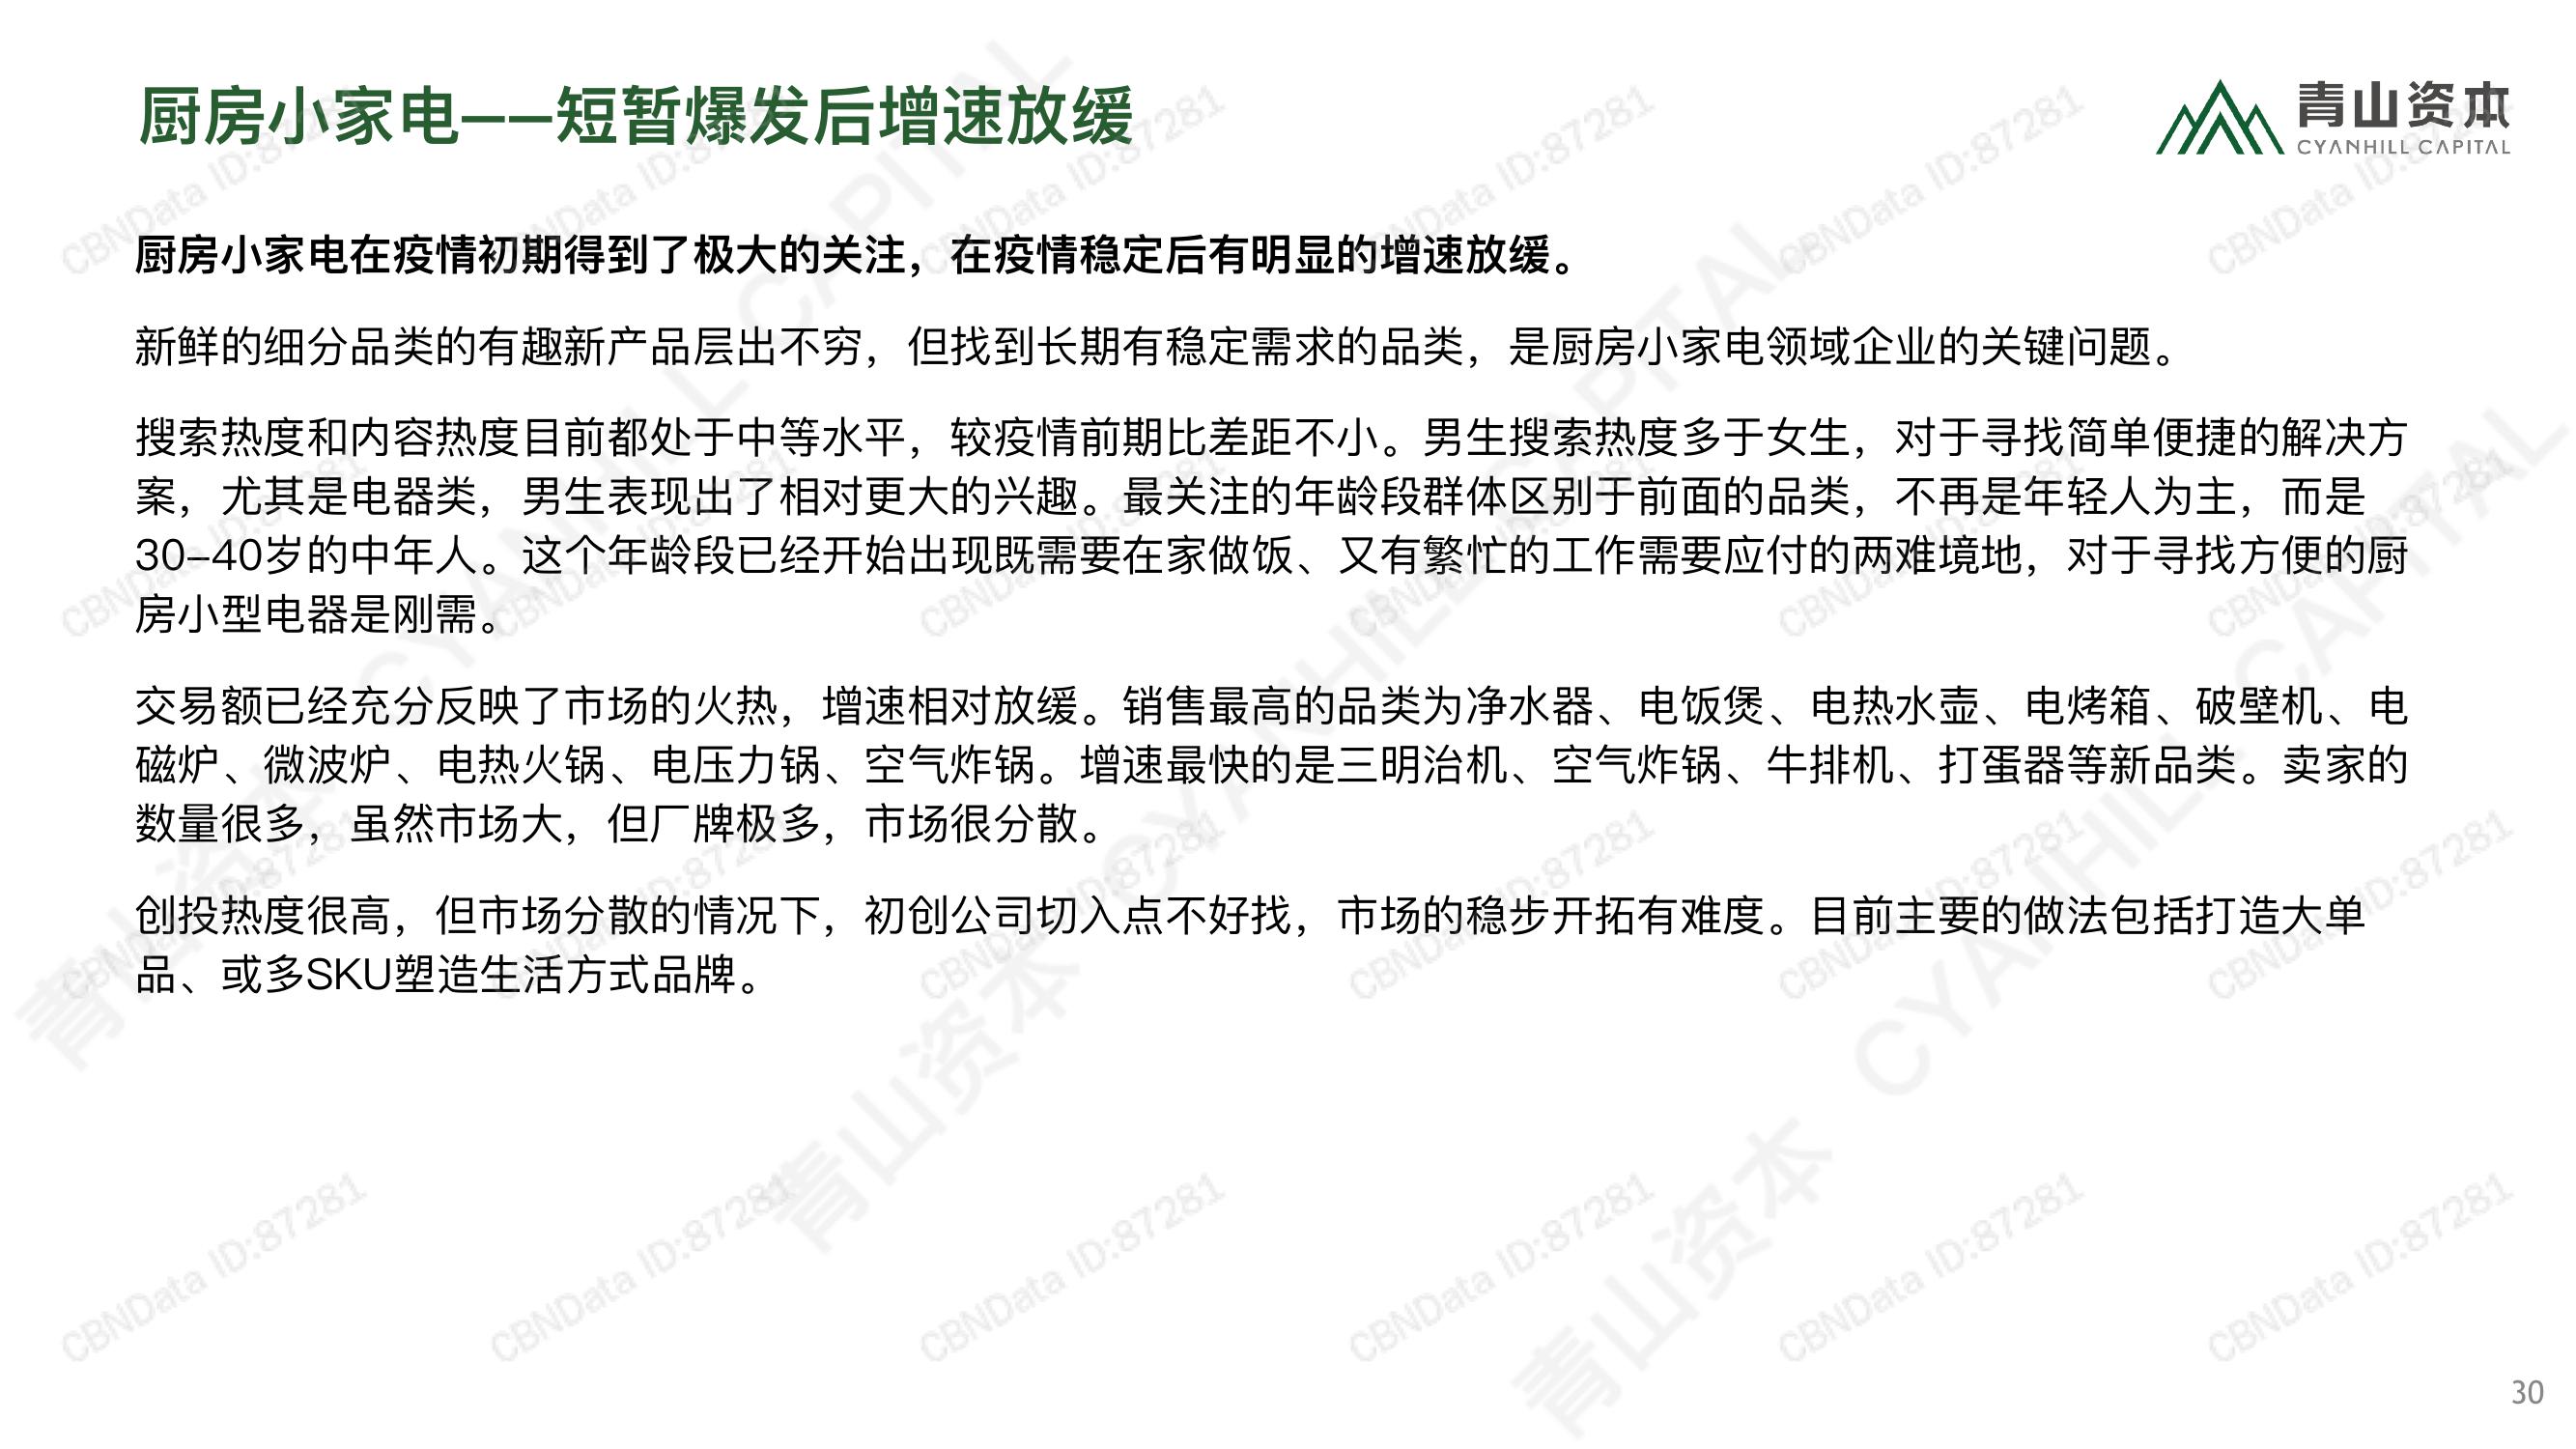 厨房小家电——短暂爆发后增速放缓
青山资本
CYANHILL CAPITAL
厨房小家电在疫情初期得到了极大的关注，在疫情稳定后有明显的增速放缓。
新鲜的细分品类的有趣新产品层出不穷，但找到长期有稳定需求的品类，是厨房小家电领域企业的关键问题。
搜索热度和内容热度目前都处于中等水平，较疫情前期比差距不小。男生搜索热度多于女生，对于寻找简单便捷的解决方
案，尤其是电器类，男生表现出了相对更大的兴趣。最关注的年龄段群体区别于前面的品类，不再是年轻人为主，而是
30–40岁的中年人。这个年龄段已经开始出现既需要在家做饭、又有繁忙的工作需要应付的两难境地，对于寻找方便的厨
房小型电器是刚需。
交易额已经充分反映了市场的火热，增速相对放缓。销售最高的品类为净水器、电饭煲、电热水壶、电烤箱、破壁机、电
磁炉、微波炉、电热火锅、电压力锅、空气炸锅。增速最快的是三明治机、空气炸锅、牛排机、打蛋器等新品类。卖家的
数量很多，虽然市场大，但厂牌极多，市场很分散。
创投热度很高，但市场分散的情况下，初创公司切入点不好找，市场的稳步开拓有难度。目前主要的做法包括打造大单
品、或多SKU塑造生活方式品牌。
CBNData ID:87281
青山资本 CYANHILL CAPITAL
30